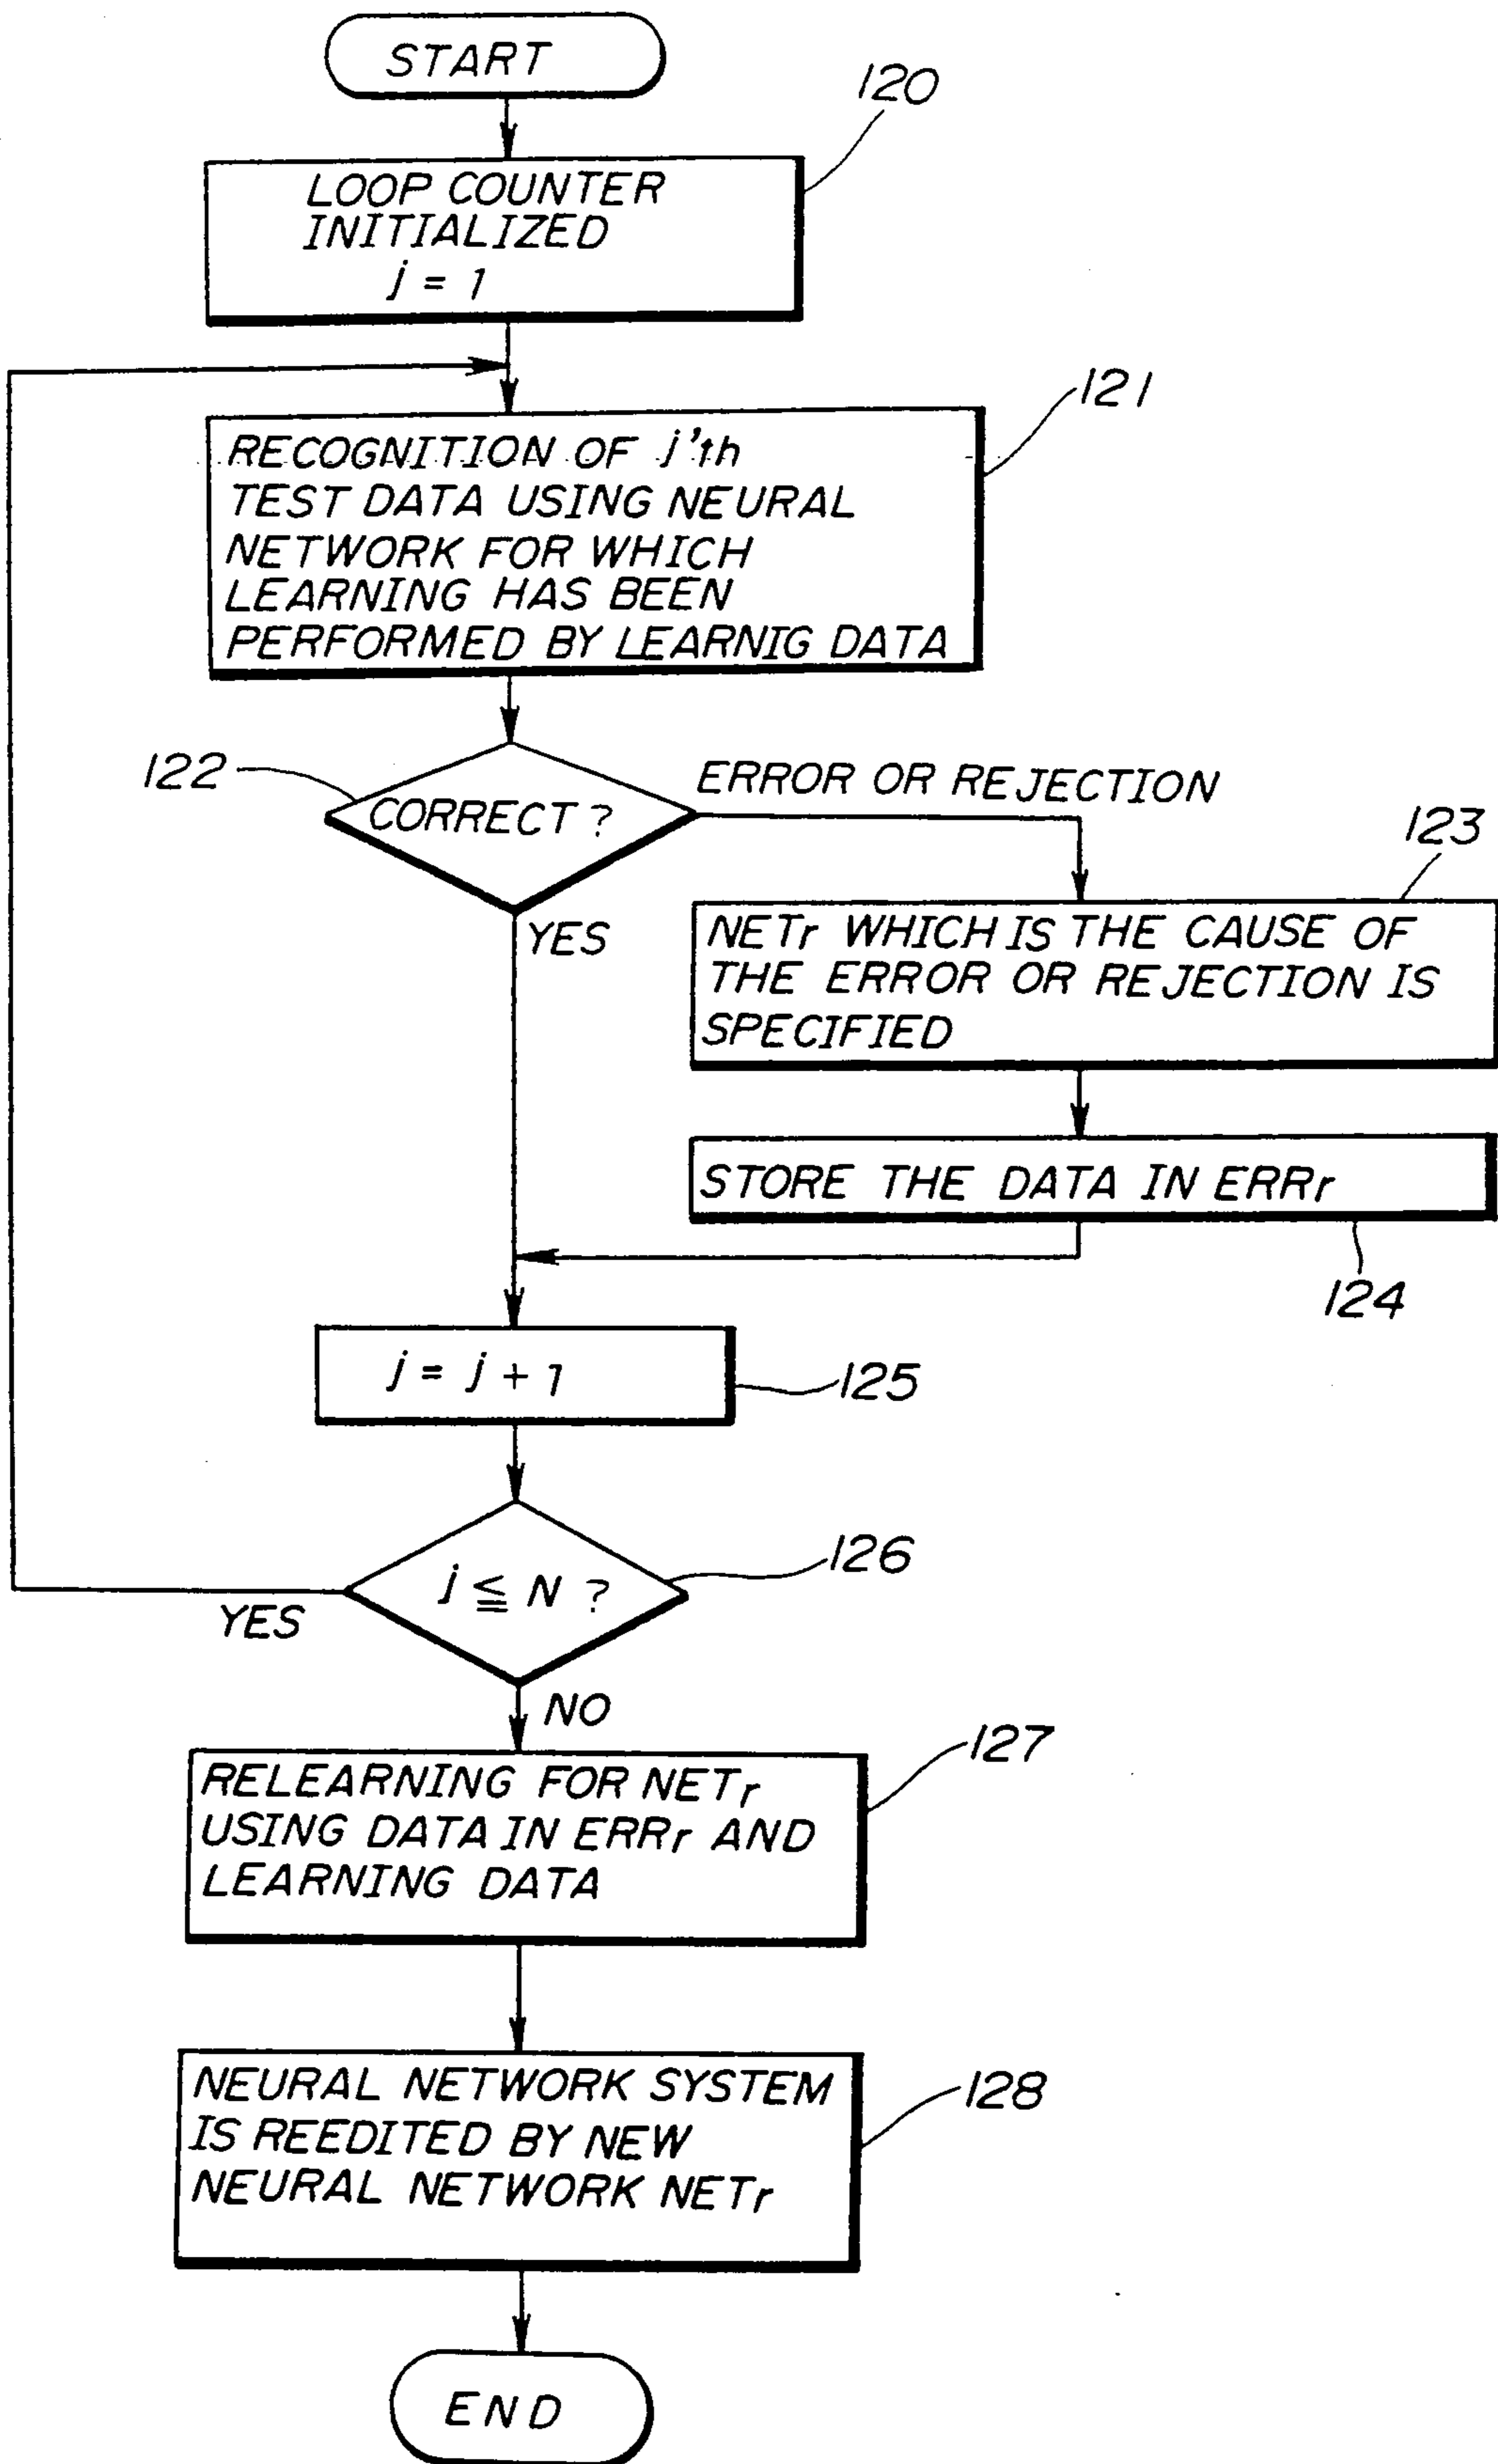 START
120
LOOP COUNTER
INITIALIZED
j = 1
121
RECOGNITION OF j'th
TEST DATA USING NEURAL
NETWORK FOR WHICH
LEARNING HAS BEEN
PERFORMED BY LEARNIG DATA
122
CORRECT ?
ERROR OR REJECTION
YES
123
NETr WHICH IS THE CAUSE OF
THE ERROR OR REJECTION IS
SPECIFIED
STORE THE DATA IN ERRr
124
j = j + 1
125
j ≦ N ?
126
YES
NO
127
RELEARNING FOR NETr
USING DATA IN ERRr AND
LEARNING DATA
128
NEURAL NETWORK SYSTEM
IS REEDITED BY NEW
NEURAL NETWORK NETr
END